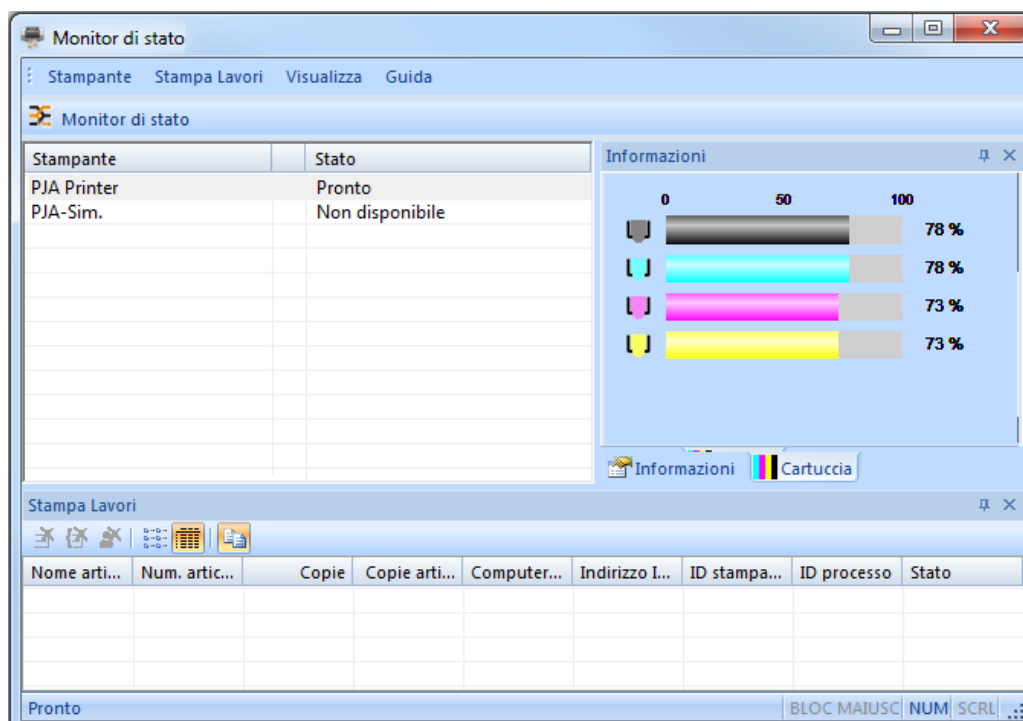 Monitor di stato
Stampante Stampa Lavori Visualizza Guida
Monitor di stato
Stampante Stato
PJA Printer Pronto
PJA-Sim. Non disponibile
Informazioni
0 50 100
78 %
78 %
73 %
73 %
Informazioni Cartuccia
Stampa Lavori
Nome arti... Num. artic... Copie Copie arti... Computer... Indirizzo I... ID stampa... ID processo Stato
Pronto BLOC MAIUSC NUM SCRL